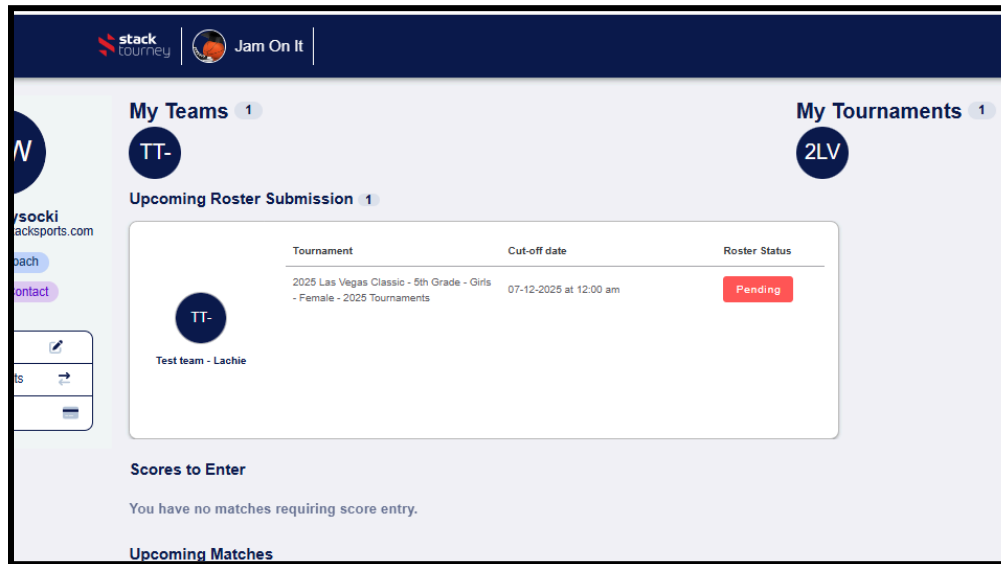 stack
tourney
Jam On It
My Teams 1
My Tournaments 1
W
TT-
2LV
Upcoming Roster Submission 1
ysocki
acksports.com
oach
ontact
ts
Tournament Cut-off date Roster Status
2025 Las Vegas Classic - 5th Grade - Girls
- Female - 2025 Tournaments
07-12-2025 at 12:00 am
Pending
TT-
Test team - Lachie
Scores to Enter
You have no matches requiring score entry.
Upcoming Matches